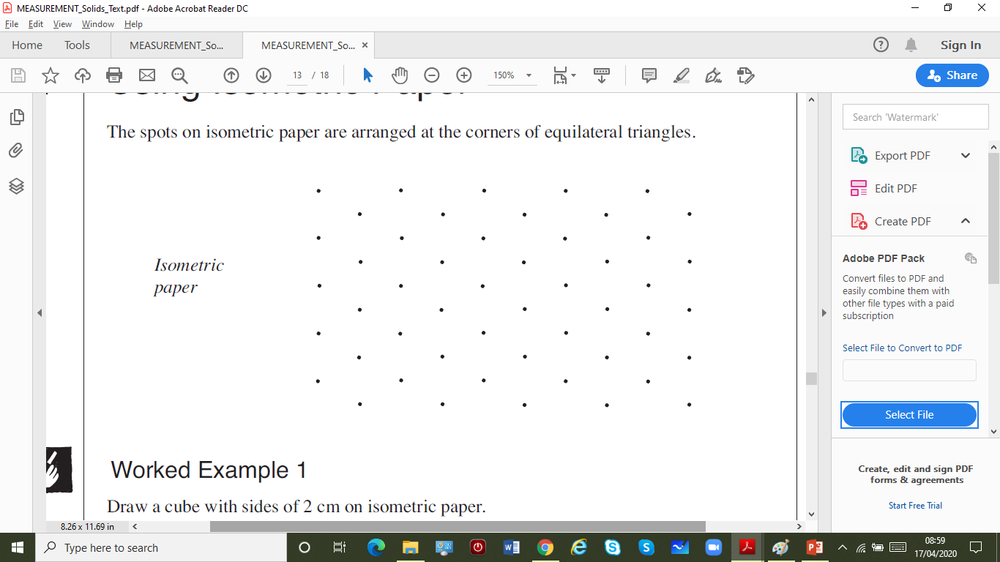 MEASUREMENT_Solids_Text.pdf - Adobe Acrobat Reader DC
File Edit View Window Help
Home Tools MEASUREMENT_So... MEASUREMENT_So... ×
Sign In
13 / 18
150%
Share
Using Isometric Paper
The spots on isometric paper are arranged at the corners of equilateral triangles.
Isometric
paper
Worked Example 1
Draw a cube with sides of 2 cm on isometric paper.
8.26 x 11.69 in
Search 'Watermark'
Export PDF
Edit PDF
Create PDF
Adobe PDF Pack
Convert files to PDF and
easily combine them with
other file types with a paid
subscription
Select File to Convert to PDF
Select File
Create, edit and sign PDF
forms & agreements
Start Free Trial
Type here to search
08:59
17/04/2020